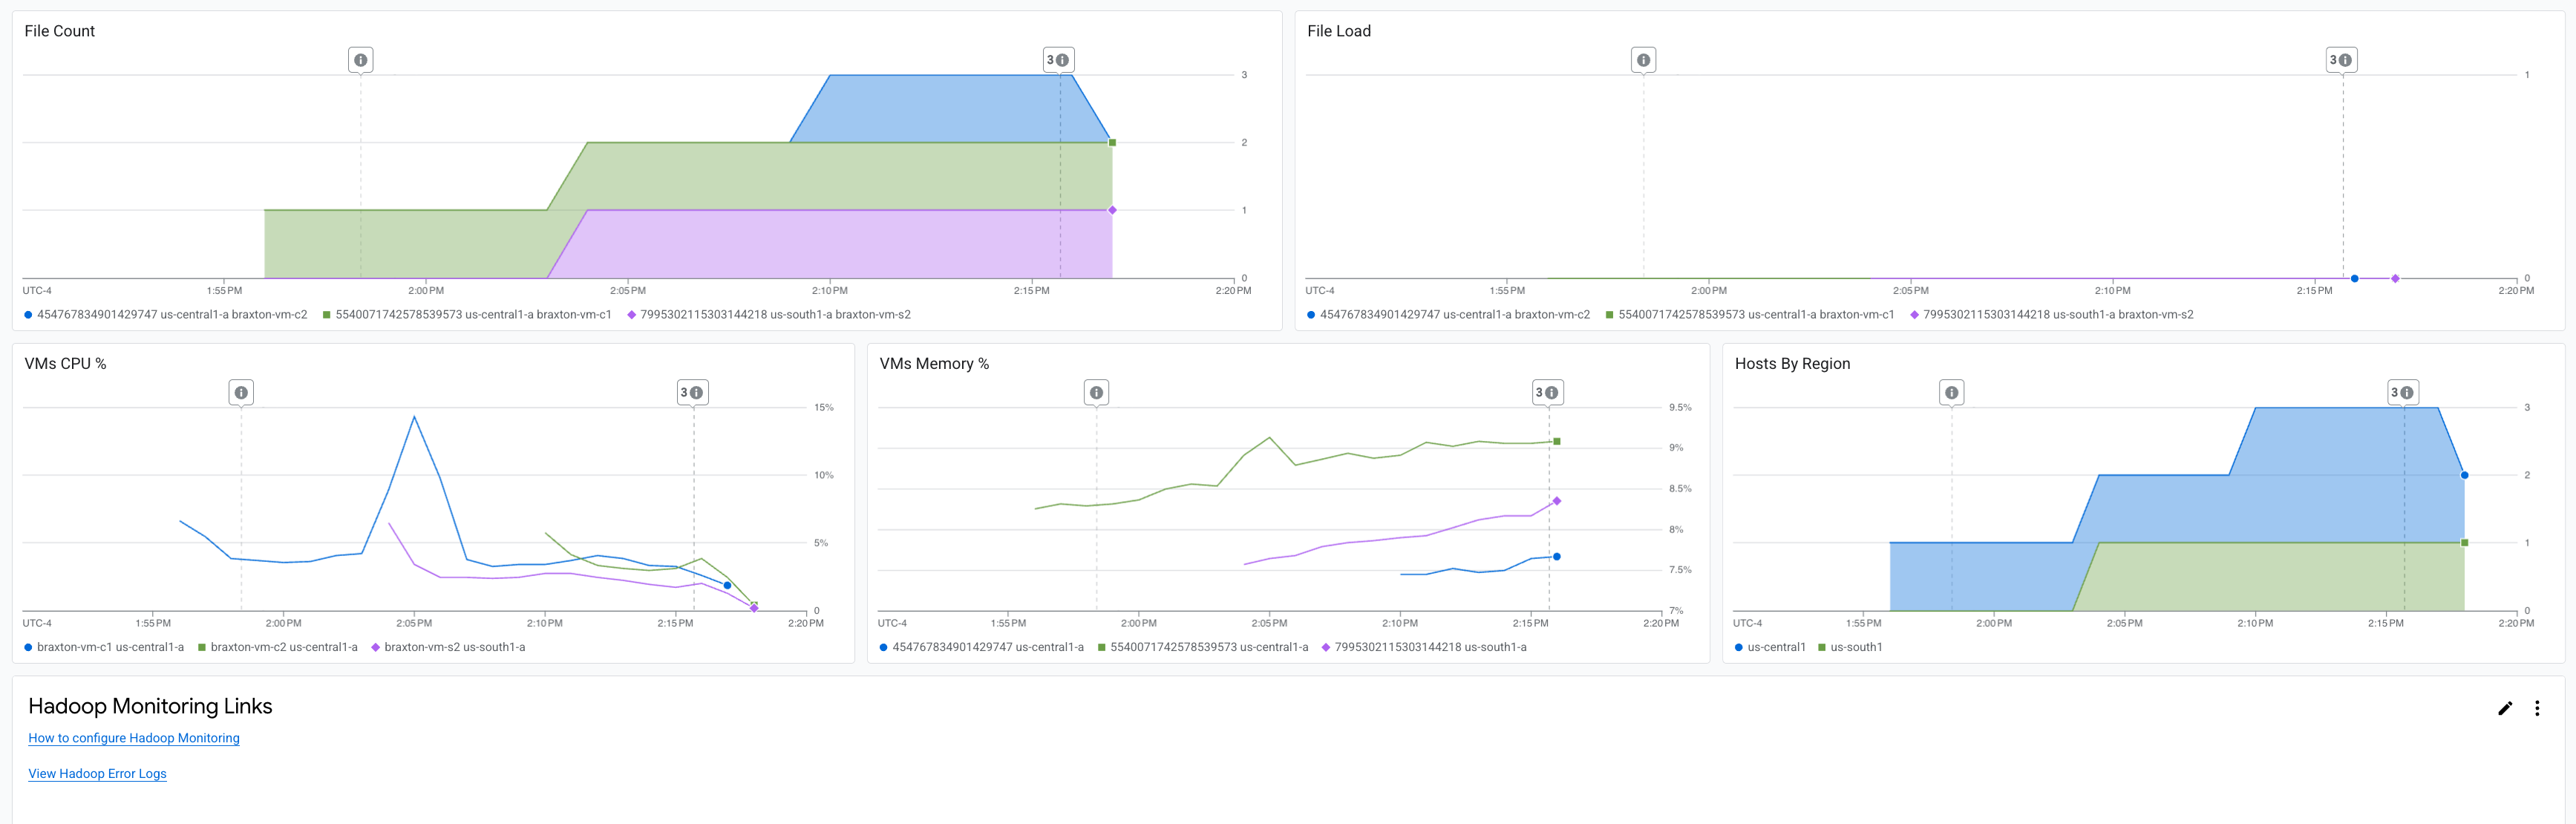 File Count
3
3
2
1
0
UTC-4 1:55 PM 2:00 PM 2:05 PM 2:10 PM 2:15 PM 2:20 PM
454767834901429747 us-central1-a braxton-vm-c2 5540071742578539573 us-central1-a braxton-vm-c1 7995302115303144218 us-south1-a braxton-vm-s2
File Load
3
1
0
UTC-4 1:55 PM 2:00 PM 2:05 PM 2:10 PM 2:15 PM 2:20 PM
454767834901429747 us-central1-a braxton-vm-c2 5540071742578539573 us-central1-a braxton-vm-c1 7995302115303144218 us-south1-a braxton-vm-s2
VMs CPU %
3
15%
10%
5%
0
UTC-4 1:55 PM 2:00 PM 2:05 PM 2:10 PM 2:15 PM 2:20 PM
braxton-vm-c1 us-central1-a braxton-vm-c2 us-central1-a braxton-vm-s2 us-south1-a
VMs Memory %
3
9.5%
9%
8.5%
8%
7.5%
7%
UTC-4 1:55 PM 2:00 PM 2:05 PM 2:10 PM 2:15 PM 2:20 PM
454767834901429747 us-central1-a 5540071742578539573 us-central1-a 7995302115303144218 us-south1-a
Hosts By Region
3
3
2
1
0
UTC-4 1:55 PM 2:00 PM 2:05 PM 2:10 PM 2:15 PM 2:20 PM
us-central1 us-south1
Hadoop Monitoring Links
How to configure Hadoop Monitoring
View Hadoop Error Logs